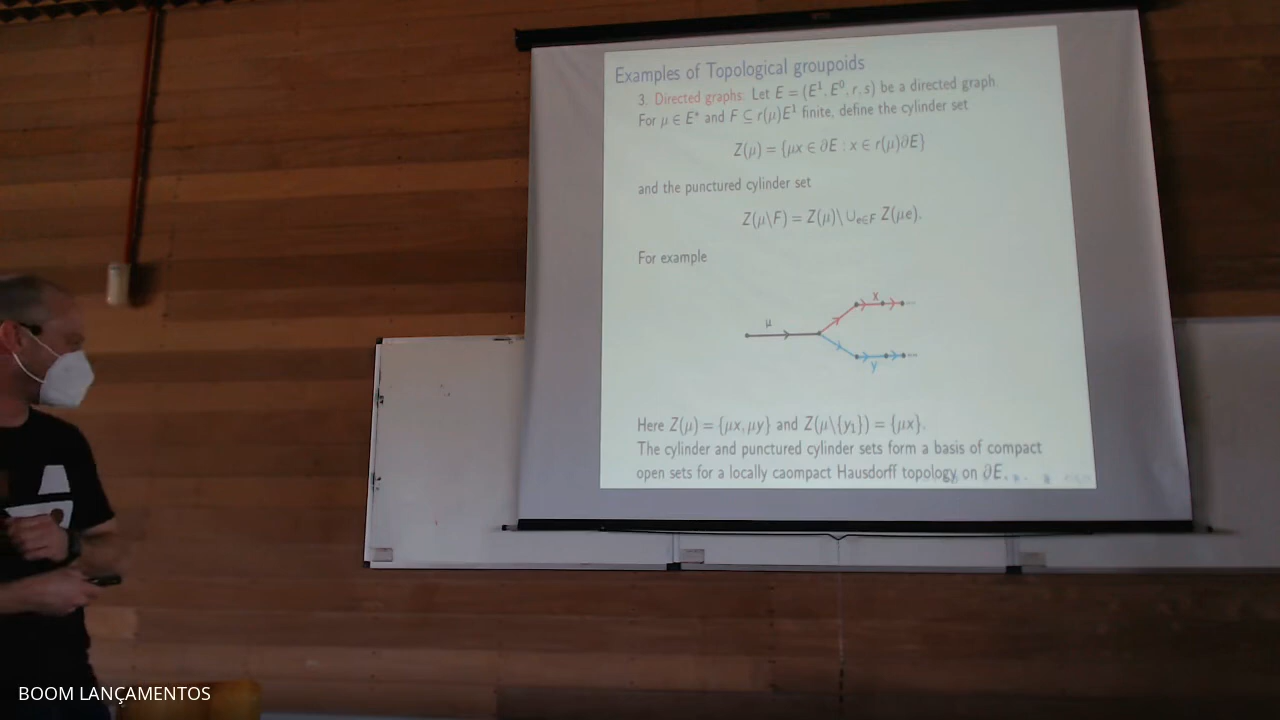 Examples of Topological groupoids
3. Directed graphs: Let E = (E¹, E⁰, r, s) be a directed graph.
For μ ∈ E* and F ⊆ r(μ)E¹ finite, define the cylinder set
Z(μ) = {μx ∈ ∂E : x ∈ r(μ)∂E}
and the punctured cylinder set
Z(μ\F) = Z(μ)\ ∪e∈F Z(μe).
For example
x
μ
y
Here Z(μ) = {μx, μy} and Z(μ\{y₁}) = {μx}.
The cylinder and punctured cylinder sets form a basis of compact
open sets for a locally caompact Hausdorff topology on ∂E.
BOOM LANÇAMENTOS